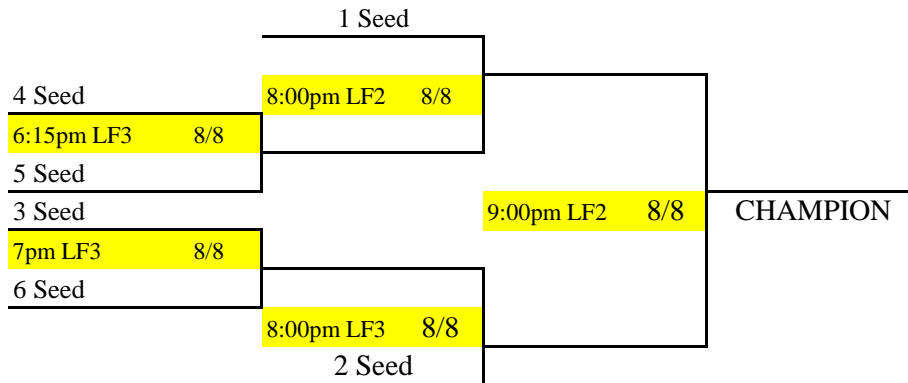 1 Seed
4 Seed
8:00pm LF2 8/8
6:15pm LF3 8/8
5 Seed
3 Seed
9:00pm LF2 8/8
CHAMPION
7pm LF3 8/8
6 Seed
8:00pm LF3 8/8
2 Seed